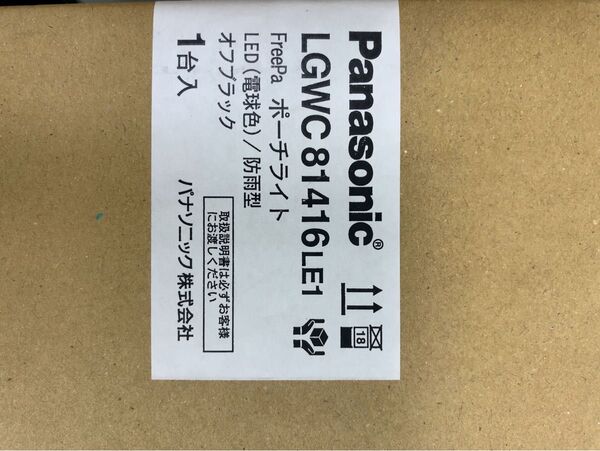 Panasonic®
LGWC81416LE1
FreePa ポーチライト
LED(電球色)/防雨型
オフブラック
1台入
取扱説明書は必ずお客様
にお渡しください
パナソニック株式会社
18